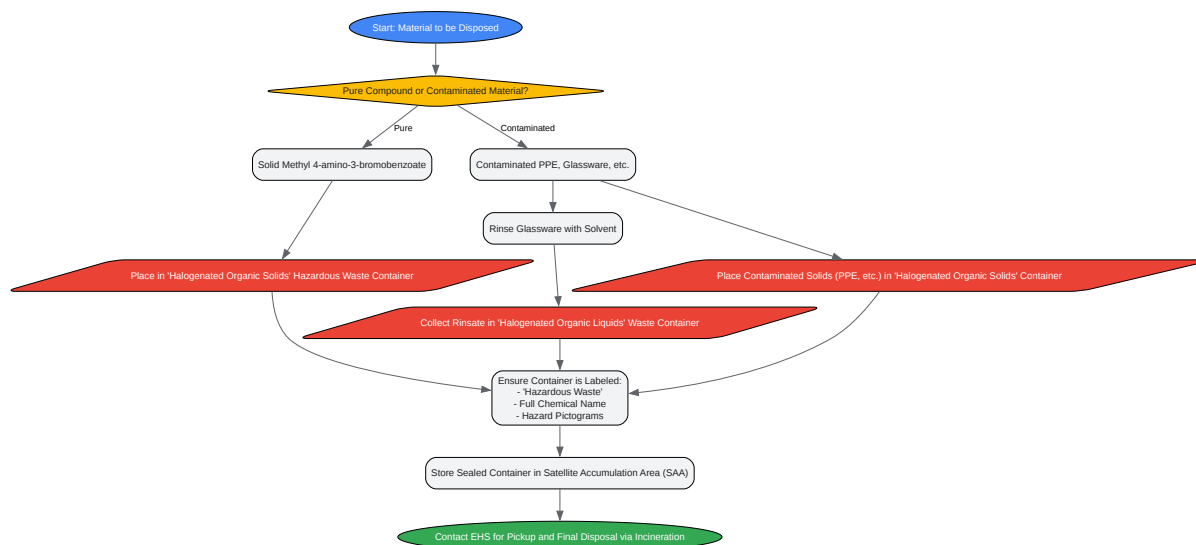 Start: Material to be Disposed
Pure Compound or Contaminated Material?
Pure
Contaminated
Solid Methyl 4-amino-3-bromobenzoate
Contaminated PPE, Glassware, etc.
Rinse Glassware with Solvent
Place in 'Halogenated Organic Solids' Hazardous Waste Container
Place Contaminated Solids (PPE, etc.) in 'Halogenated Organic Solids' Container
Collect Rinsate in 'Halogenated Organic Liquids' Waste Container
Ensure Container is Labeled:
- 'Hazardous Waste'
- Full Chemical Name
- Hazard Pictograms
Store Sealed Container in Satellite Accumulation Area (SAA)
Contact EHS for Pickup and Final Disposal via Incineration